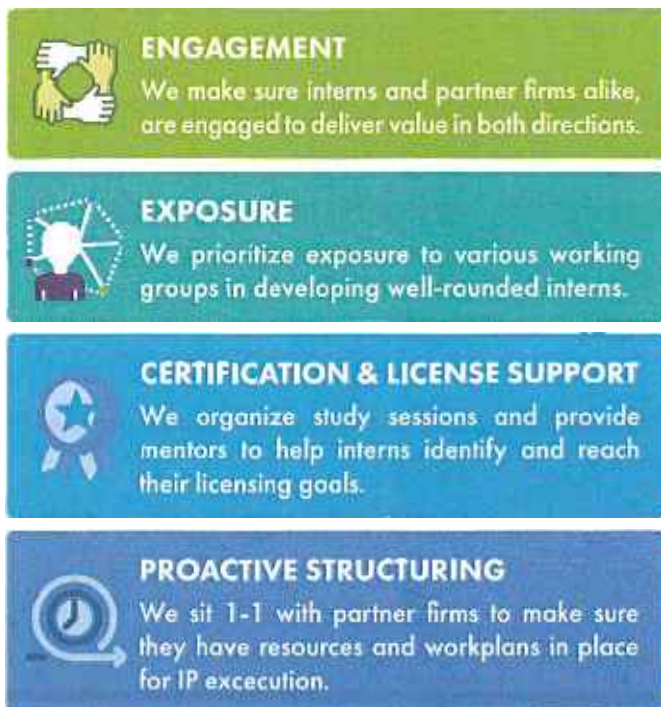 ENGAGEMENT
We make sure interns and partner firms alike,
are engaged to deliver value in both directions.
EXPOSURE
We prioritize exposure to various working
groups in developing well-rounded interns.
CERTIFICATION & LICENSE SUPPORT
We organize study sessions and provide
mentors to help interns identify and reach
their licensing goals.
PROACTIVE STRUCTURING
We sit 1-1 with partner firms to make sure
they have resources and workplans in place
for IP excecution.